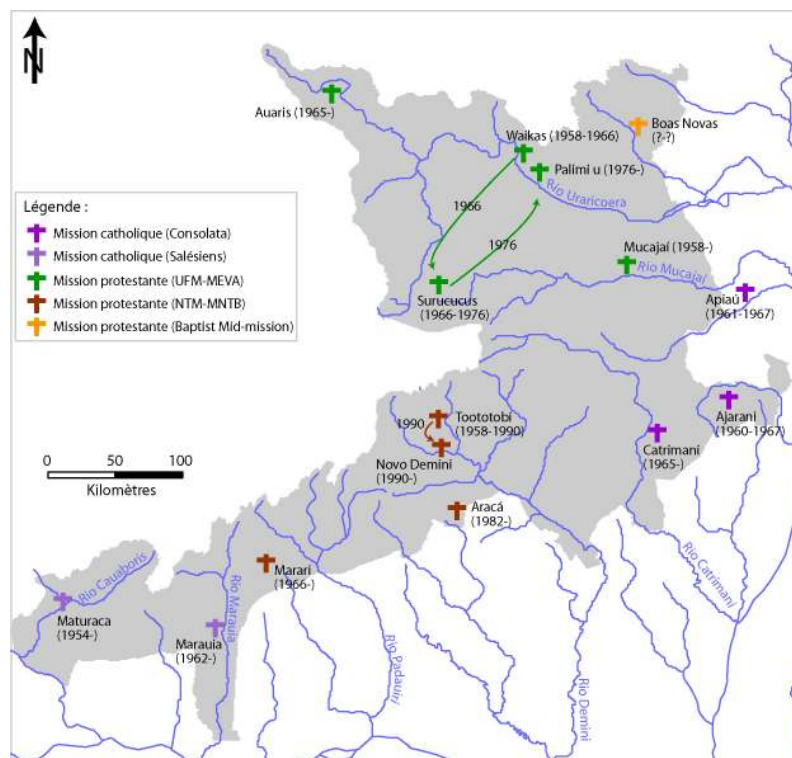 N
Auaris (1965-)
Waikas (1958-1966)
Boas Novas
(?-?)
Palimi u (1976-)
Rio Uraricoera
Légende :
Mission catholique (Consolata)
Mission catholique (Salésiens)
Mission protestante (UFM-MEVA)
Mission protestante (NTM-MNTB)
Mission protestante (Baptist Mid-mission)
1966
1976
Mucajaí (1958-)
Rio Mucajaí
Surucucus
(1966-1976)
Apiaú
(1961-1967)
Ajarani
(1960-1967)
1990
Toototobi
(1958-1990)
Novo Demini
(1990-)
Catrimani
(1965-)
0 50 100
Kilomètres
Aracá
(1982-)
Marari
(1966-)
Rio Cauaboris
Maturaca
(1954-)
Rio Marauia
Marauia
(1962-)
Rio Padauiri
Rio Demini
Rio Catrimani